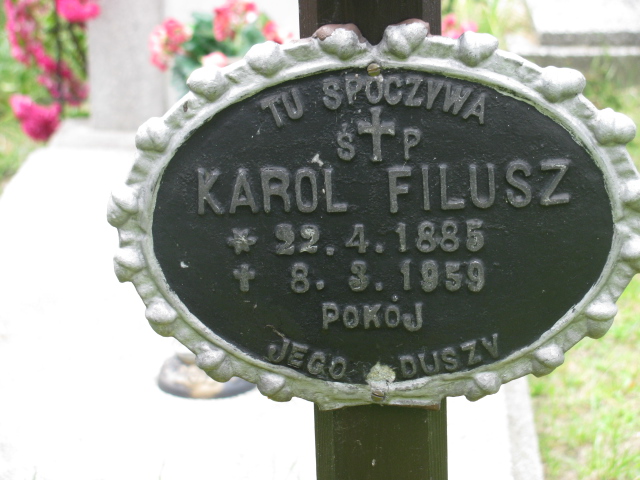 TU SPOCZYWA
Ś † P
KAROL FILUSZ
* 22.4.1885
† 8.3.1959
POKÓJ
JEGO DUSZY